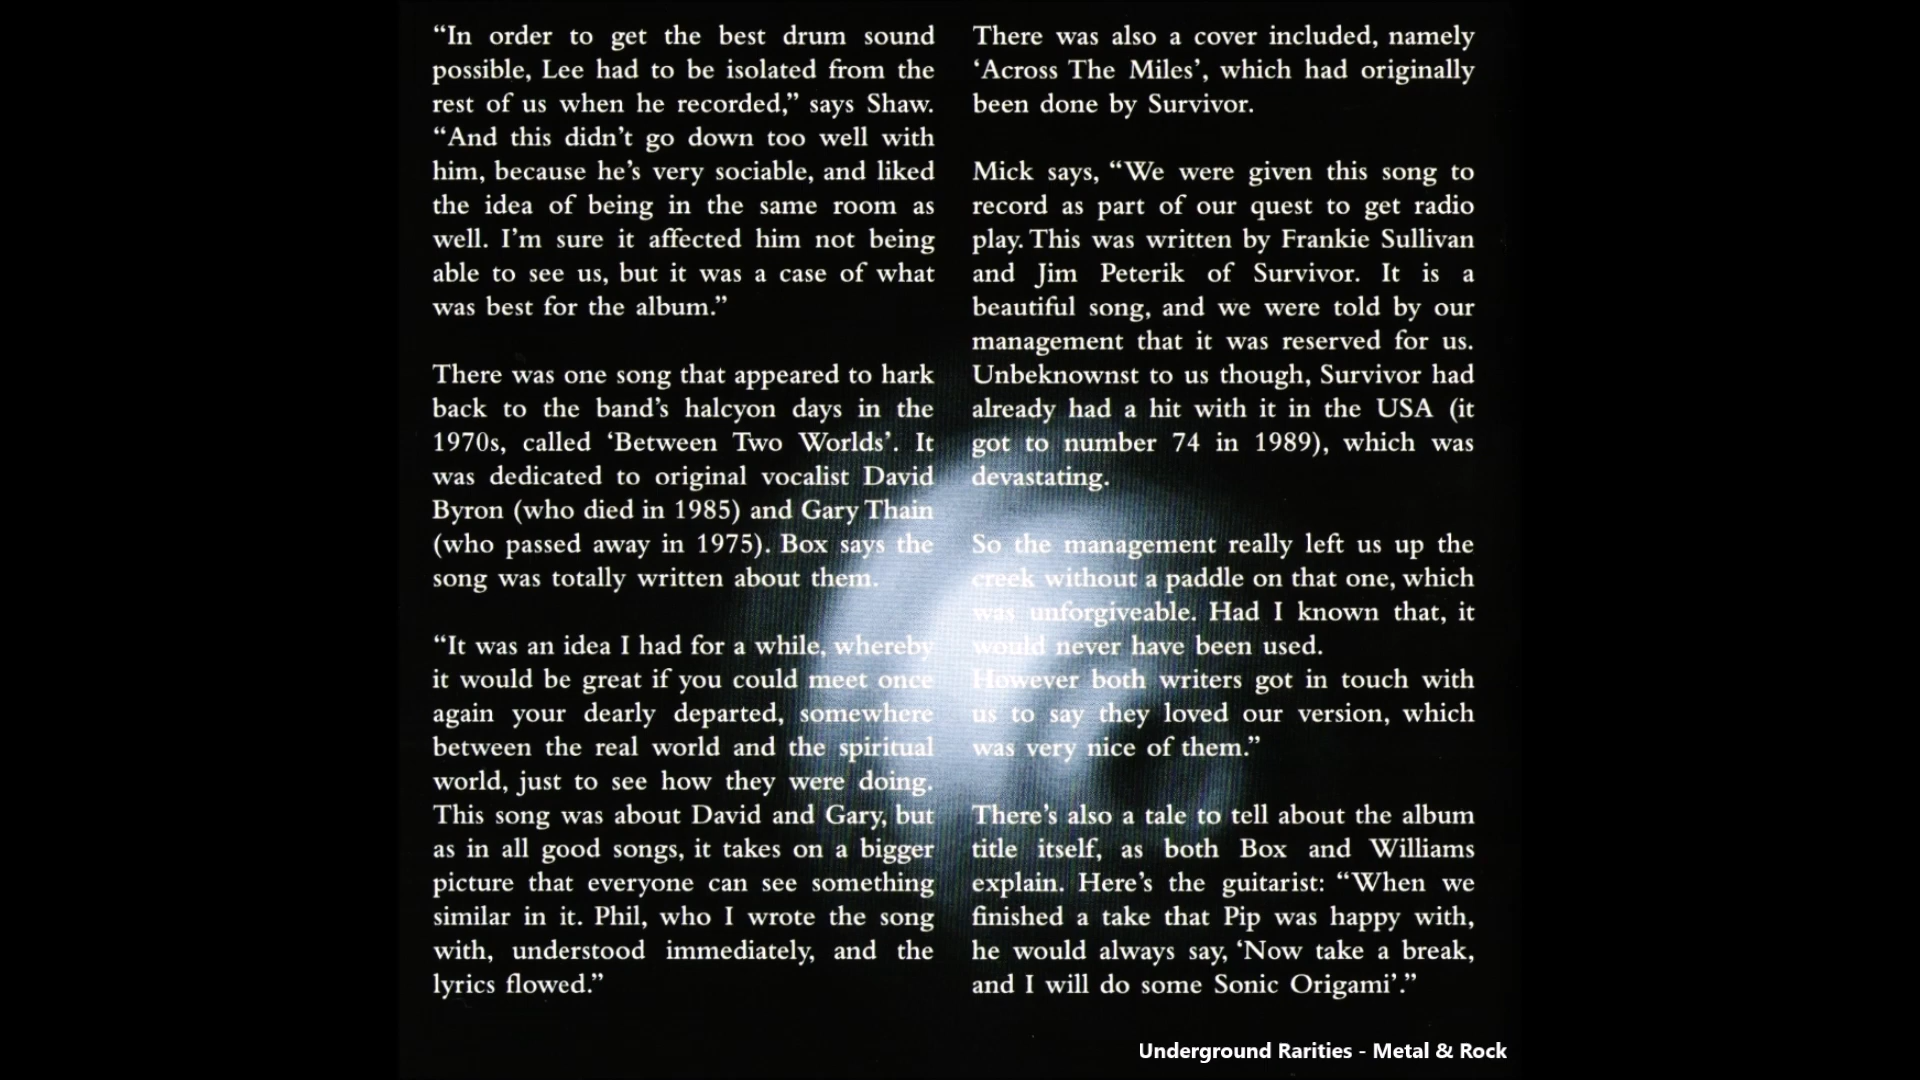 “In order to get the best drum sound
possible, Lee had to be isolated from the
rest of us when he recorded,” says Shaw.
“And this didn’t go down too well with
him, because he’s very sociable, and liked
the idea of being in the same room as
well. I’m sure it affected him not being
able to see us, but it was a case of what
was best for the album.”
There was one song that appeared to hark
back to the band’s halcyon days in the
1970s, called ‘Between Two Worlds’. It
was dedicated to original vocalist David
Byron (who died in 1985) and Gary Thain
(who passed away in 1975). Box says the
song was totally written about them.
“It was an idea I had for a while, whereby
it would be great if you could meet once
again your dearly departed, somewhere
between the real world and the spiritual
world, just to see how they were doing.
This song was about David and Gary, but
as in all good songs, it takes on a bigger
picture that everyone can see something
similar in it. Phil, who I wrote the song
with, understood immediately, and the
lyrics flowed.”
There was also a cover included, namely
‘Across The Miles’, which had originally
been done by Survivor.
Mick says, “We were given this song to
record as part of our quest to get radio
play. This was written by Frankie Sullivan
and Jim Peterik of Survivor. It is a
beautiful song, and we were told by our
management that it was reserved for us.
Unbeknownst to us though, Survivor had
already had a hit with it in the USA (it
got to number 74 in 1989), which was
devastating.
So the management really left us up the
creek without a paddle on that one, which
was unforgiveable. Had I known that, it
would never have been used.
However both writers got in touch with
us to say they loved our version, which
was very nice of them.”
There’s also a tale to tell about the album
title itself, as both Box and Williams
explain. Here’s the guitarist: “When we
finished a take that Pip was happy with,
he would always say, ‘Now take a break,
and I will do some Sonic Origami’.”
Underground Rarities - Metal & Rock